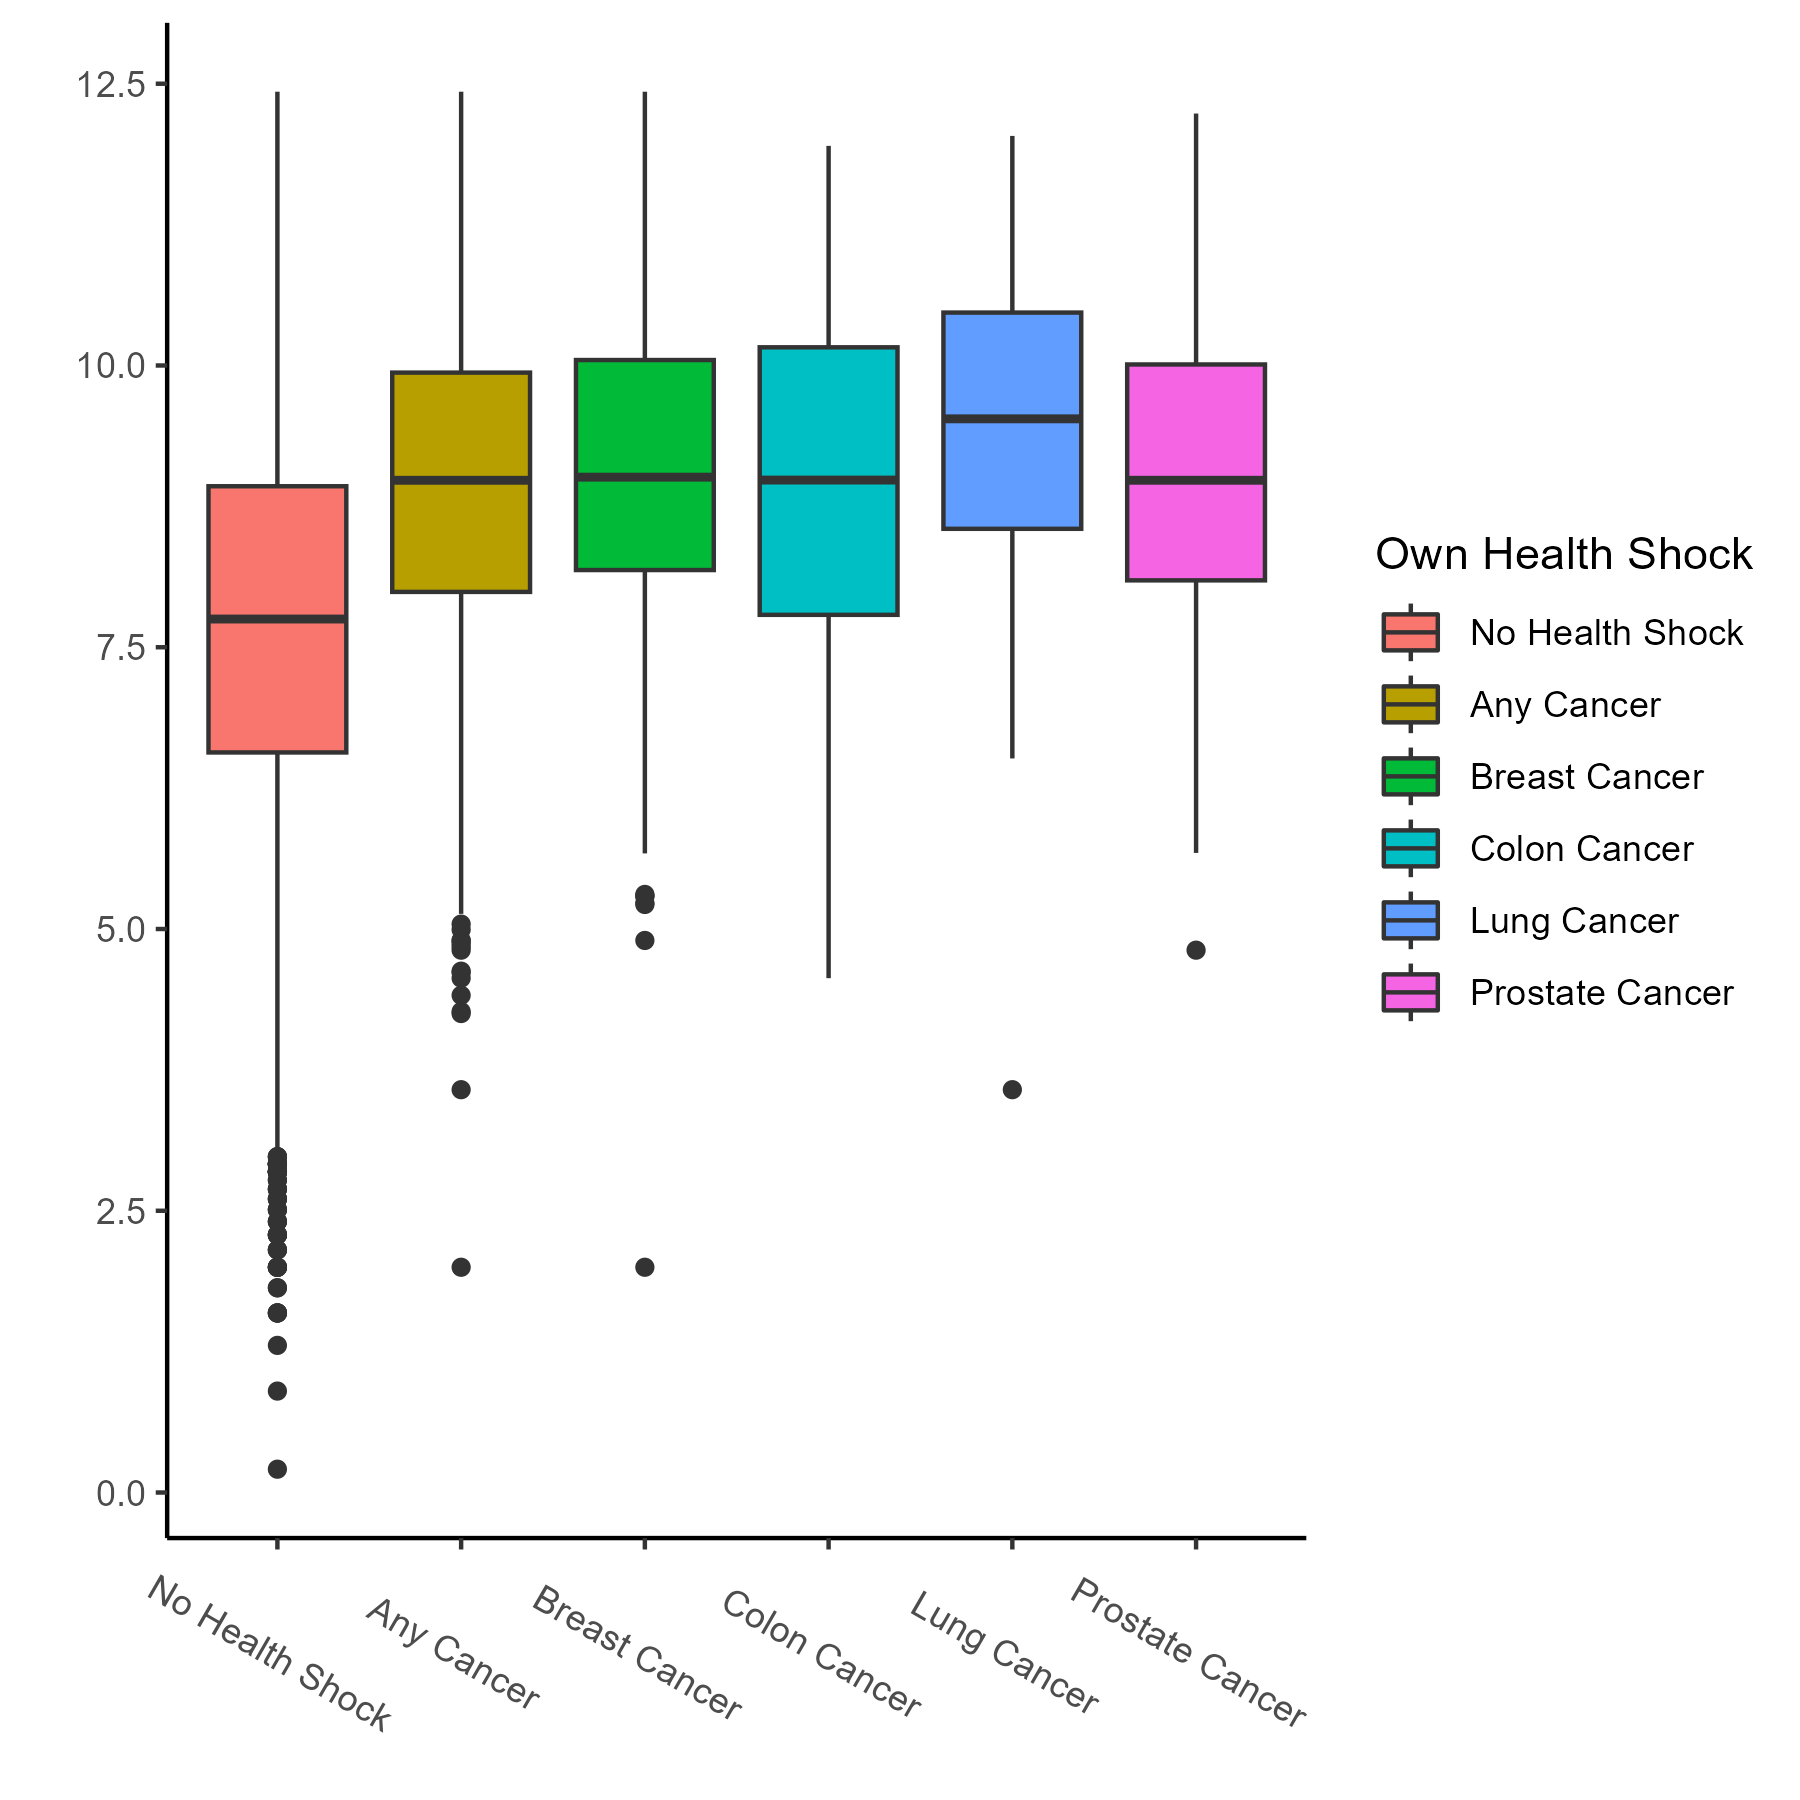 12.5
10.0
7.5
5.0
2.5
0.0
No Health Shock
Any Cancer
Breast Cancer
Colon Cancer
Lung Cancer
Prostate Cancer
Own Health Shock
No Health Shock
Any Cancer
Breast Cancer
Colon Cancer
Lung Cancer
Prostate Cancer